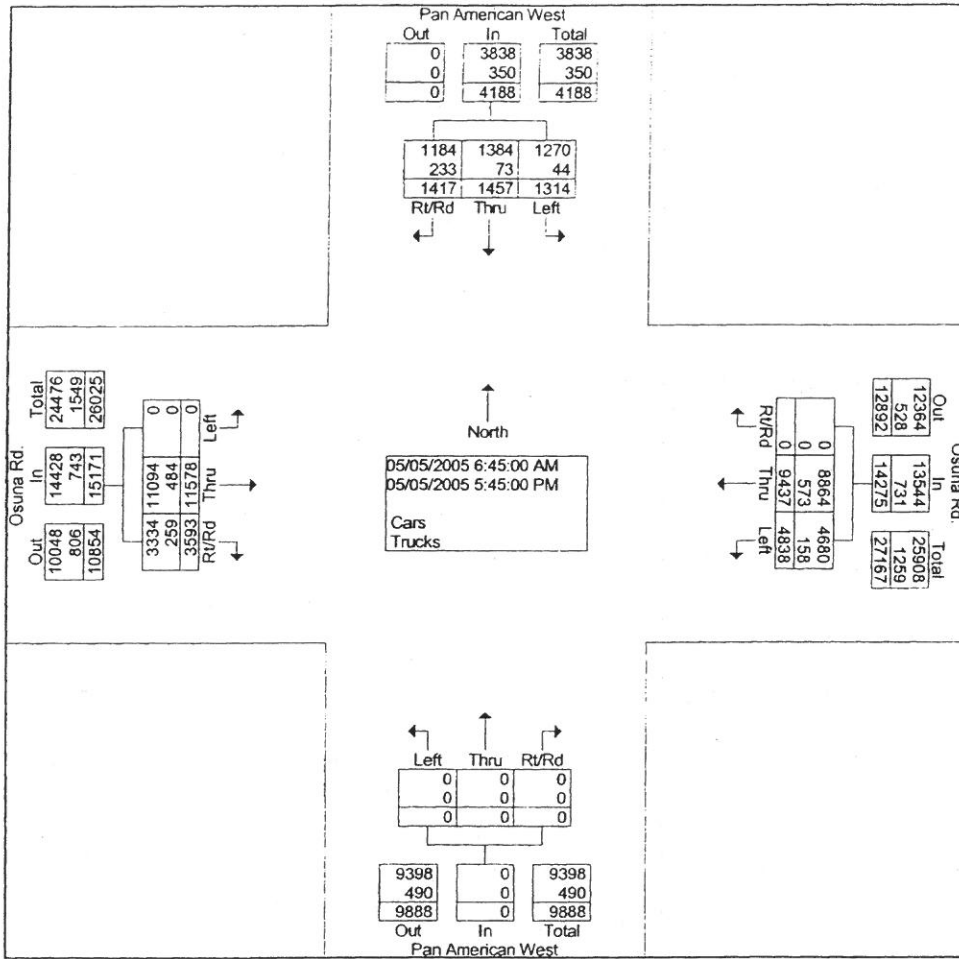 Pan American West
Out In Total
0 3838 3838
0 350 350
0 4188 4188
1184 1384 1270
233 73 44
1417 1457 1314
Rt/Rd Thru Left
Osuna Rd.
Total In Out
24476 14428 10048
1549 743 806
26025 15171 10854
Left Thru Rt/Rd
0 11094 3334
0 484 259
0 11578 3593
North
05/05/2005 6:45:00 AM
05/05/2005 5:45:00 PM
Cars
Trucks
Osuna Rd.
Out In Total
12364 13544 25908
528 731 1259
12892 14275 27167
Rt/Rd Thru Left
0 8864 4680
0 573 158
0 9437 4838
Left Thru Rt/Rd
0 0 0
0 0 0
0 0 0
9398 0 9398
490 0 490
9888 0 9888
Out In Total
Pan American West